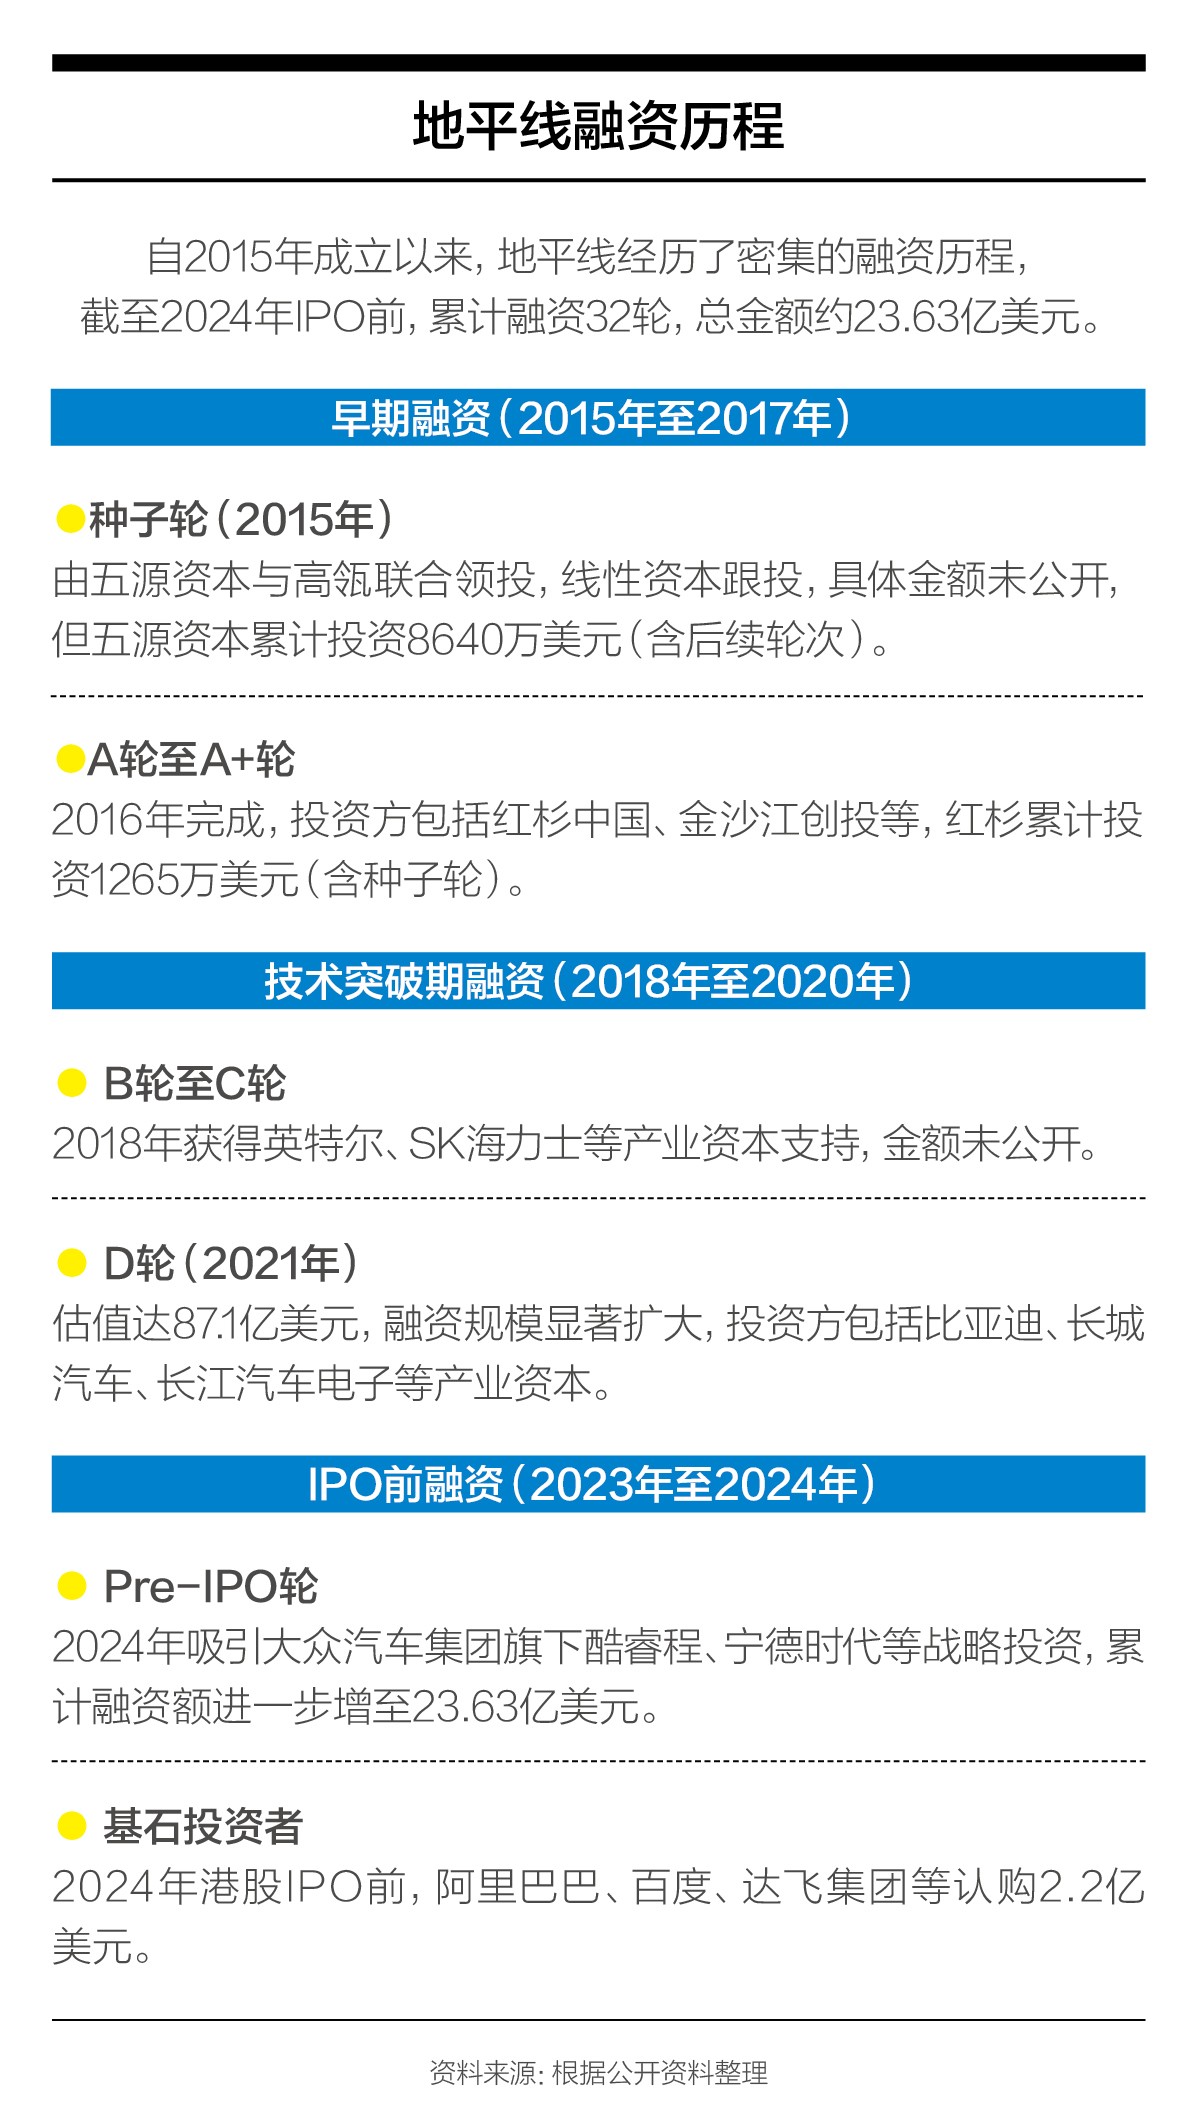 地平线融资历程
自2015年成立以来，地平线经历了密集的融资历程，
截至2024年IPO前，累计融资32轮，总金额约23.63亿美元。
早期融资（2015年至2017年）
●种子轮（2015年）
由五源资本与高瓴联合领投，线性资本跟投，具体金额未公开，
但五源资本累计投资8640万美元（含后续轮次）。
●A轮至A+轮
2016年完成，投资方包括红杉中国、金沙江创投等，红杉累计投
资1265万美元（含种子轮）。
技术突破期融资（2018年至2020年）
● B轮至C轮
2018年获得英特尔、SK海力士等产业资本支持，金额未公开。
● D轮（2021年）
估值达87.1亿美元，融资规模显著扩大，投资方包括比亚迪、长城
汽车、长江汽车电子等产业资本。
IPO前融资（2023年至2024年）
● Pre-IPO轮
2024年吸引大众汽车集团旗下酷睿程、宁德时代等战略投资，累
计融资额进一步增至23.63亿美元。
● 基石投资者
2024年港股IPO前，阿里巴巴、百度、达飞集团等认购2.2亿
美元。
资料来源：根据公开资料整理